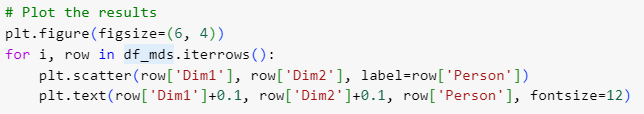 # Plot the results
plt.figure(figsize=(6, 4))
for i, row in df_mds.iterrows():
    plt.scatter(row['Dim1'], row['Dim2'], label=row['Person'])
    plt.text(row['Dim1']+0.1, row['Dim2']+0.1, row['Person'], fontsize=12)